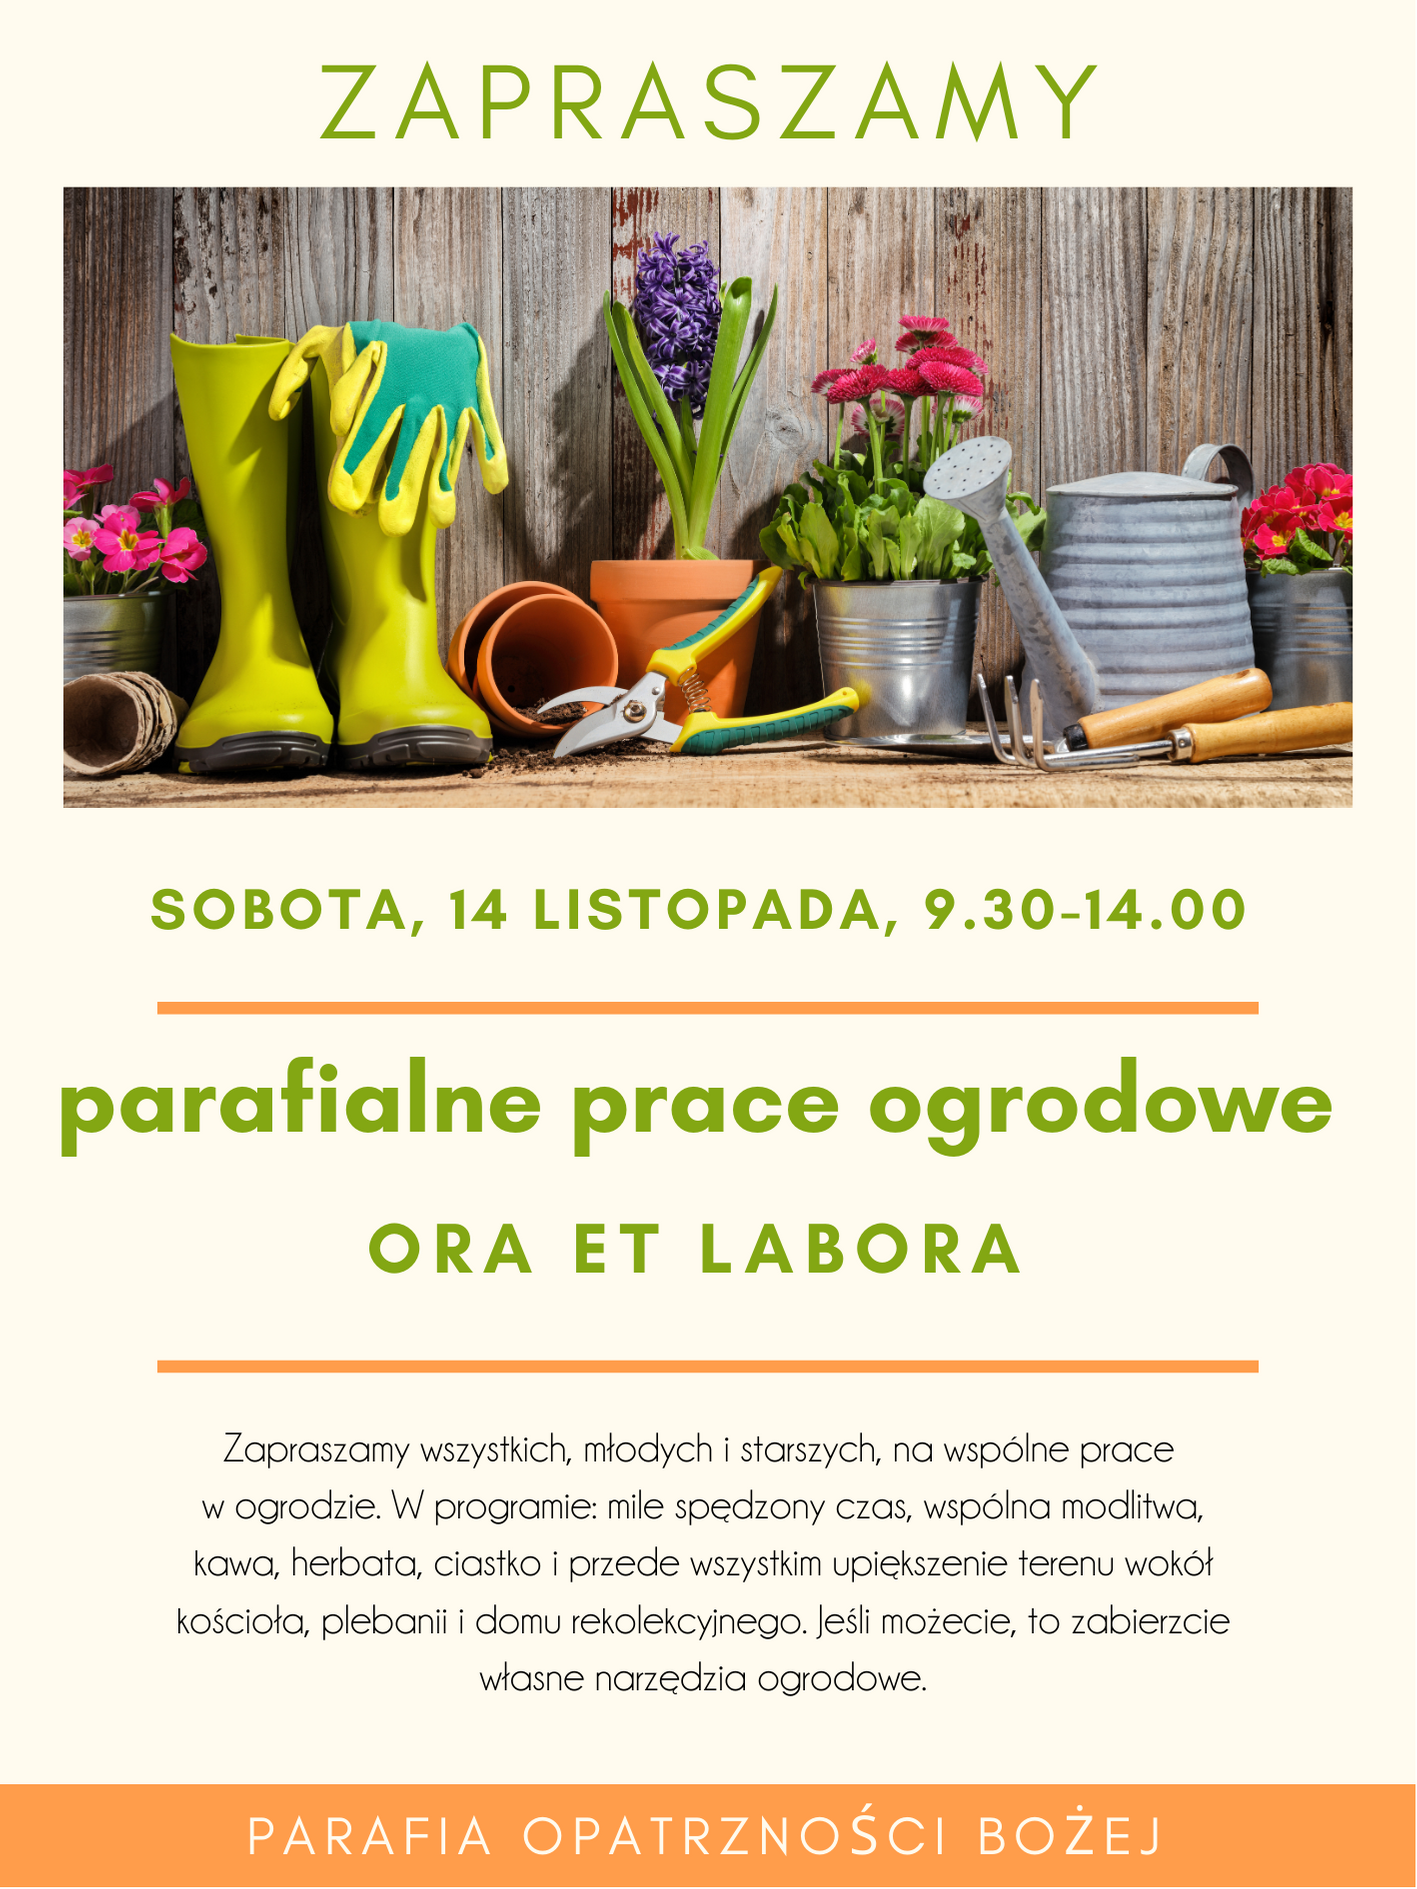 ZAPRASZAMY
SOBOTA, 14 LISTOPADA, 9.30-14.00
parafialne prace ogrodowe
ORA ET LABORA
Zapraszamy wszystkich, młodych i starszych, na wspólne prace
w ogrodzie. W programie: mile spędzony czas, wspólna modlitwa,
kawa, herbata, ciastko i przede wszystkim upiększenie terenu wokół
kościoła, plebanii i domu rekolekcyjnego. Jeśli możecie, to zabierzcie
własne narzędzia ogrodowe.
PARAFIA OPATRZNOŚCI BOŻEJ